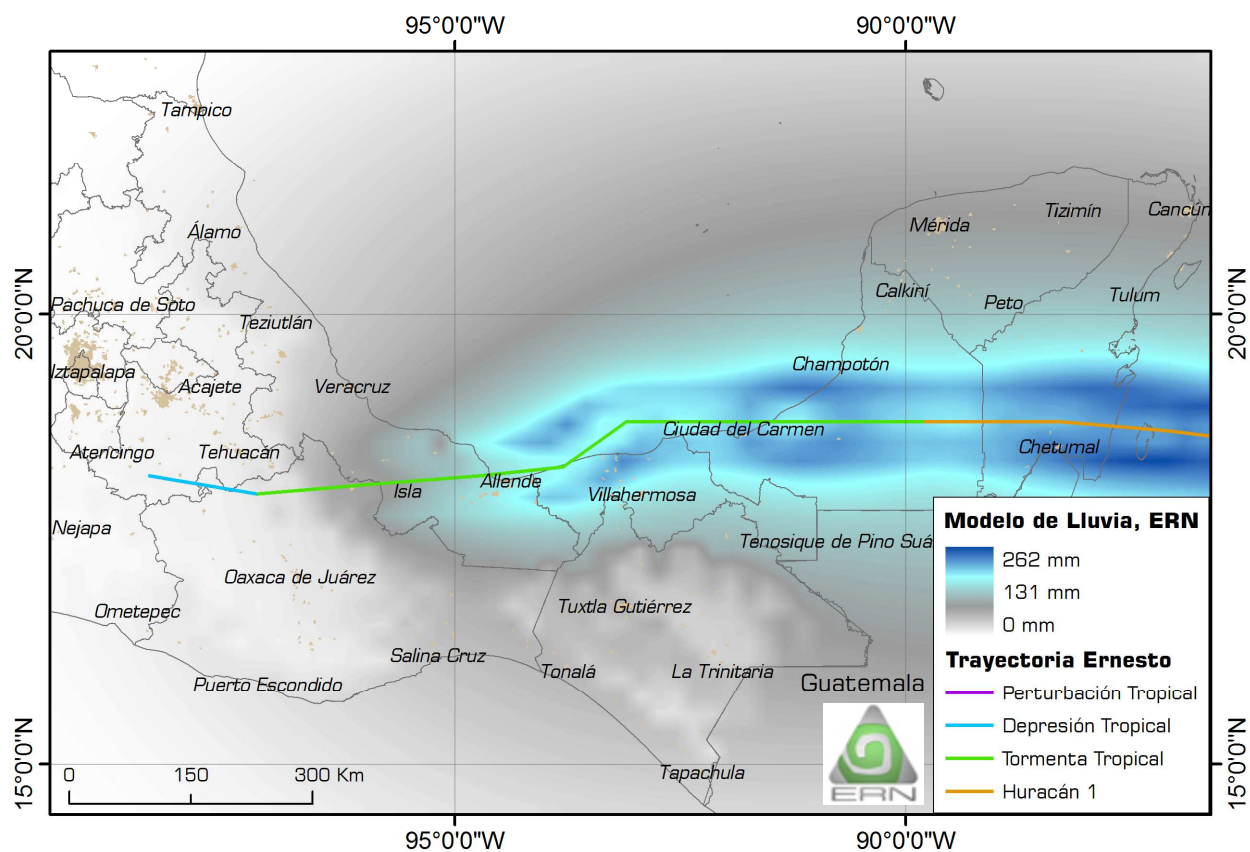 95°0'0"W
90°0'0"W
Tampico
Álamo
Mérida
Tizimín
Cancún
Calkiní
Peto
Tulum
20°0'0"N
20°0'0"N
Pachuca de Soto
Teziutlán
Iztapalapa
Acajete
Veracruz
Champotón
Ciudad del Carmen
Chetumal
Atencingo
Tehuacán
Isla
Allende
Villahermosa
Nejapa
Tenosique de Pino Suá
Oaxaca de Juárez
Ometepec
Tuxtla Gutiérrez
Salina Cruz
Tonalá
La Trinitaria
Puerto Escondido
Guatemala
Tapachula
ERN
Modelo de Lluvia, ERN
262 mm
131 mm
0 mm
Trayectoria Ernesto
Perturbación Tropical
Depresión Tropical
Tormenta Tropical
Huracán 1
0 150 300 Km
15°0'0"N
15°0'0"N
95°0'0"W
90°0'0"W